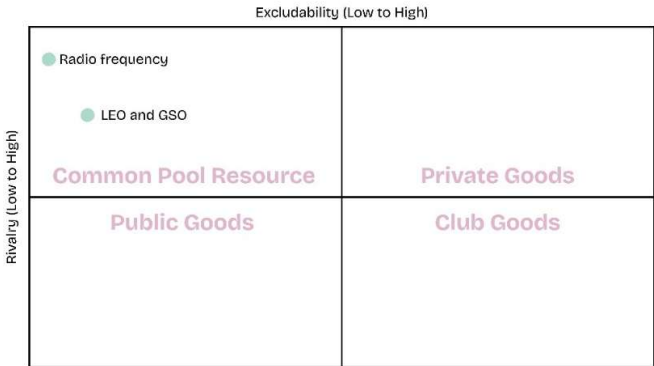 Excludability (Low to High)
Radio frequency
LEO and GSO
Rivalry (Low to High)
Common Pool Resource
Private Goods
Public Goods
Club Goods